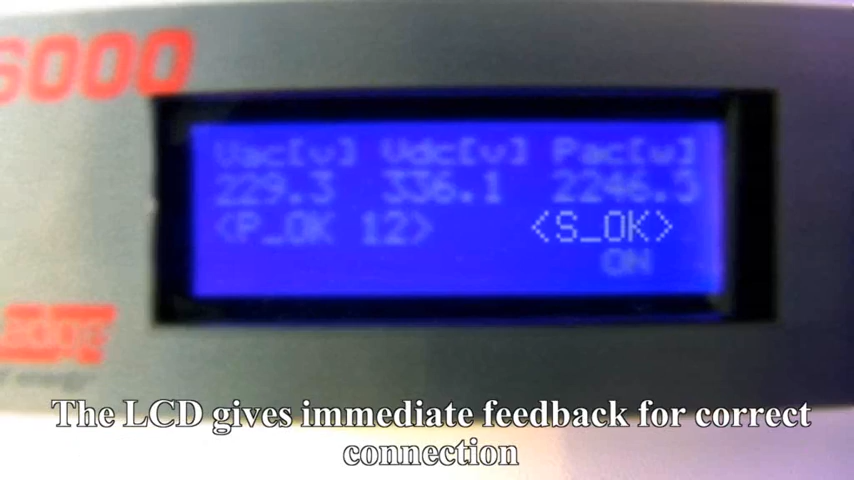 6000
Vac[v] Vdc[v] Pac[w]
229.3 336.1 2246.5
<P_OK 12> <S_OK>
ON
The LCD gives immediate feedback for correct
connection